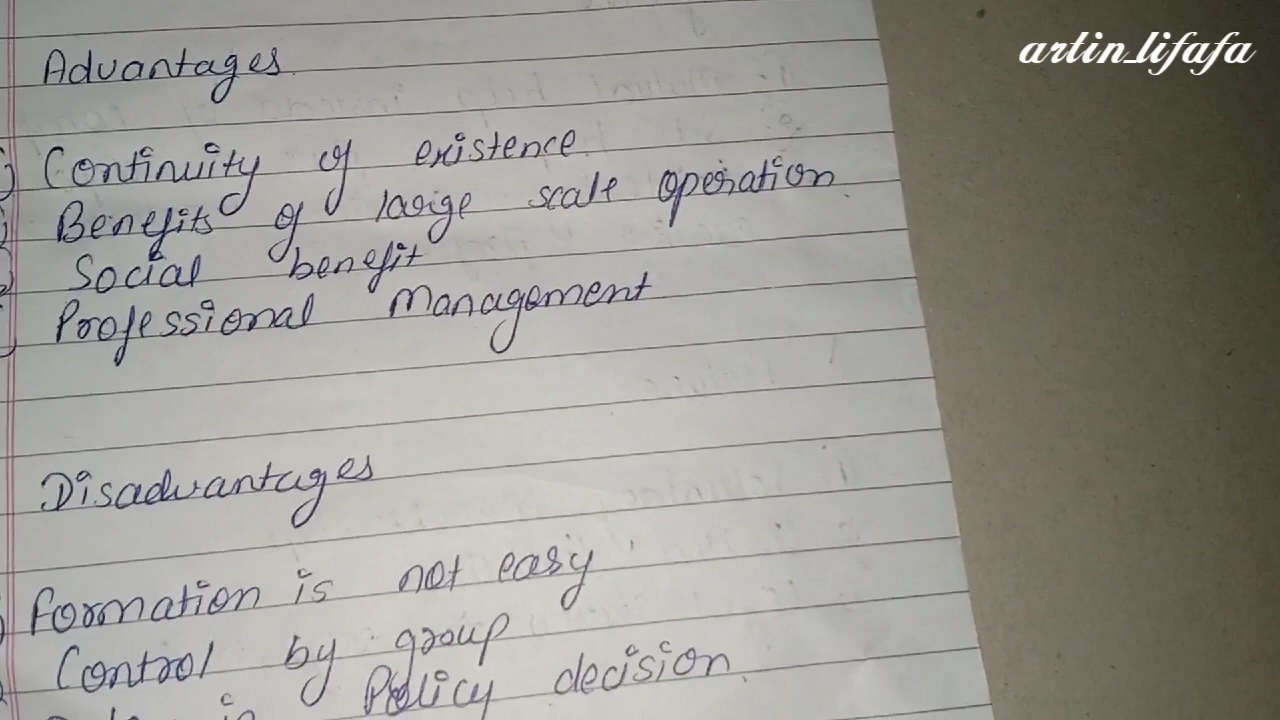 artin_lifafa
Advantages
Continuity of existence
Benefits of large scale operation
Social benefit
Professional management
Disadvantages
Formation is not easy
Control by group
in Policy decision